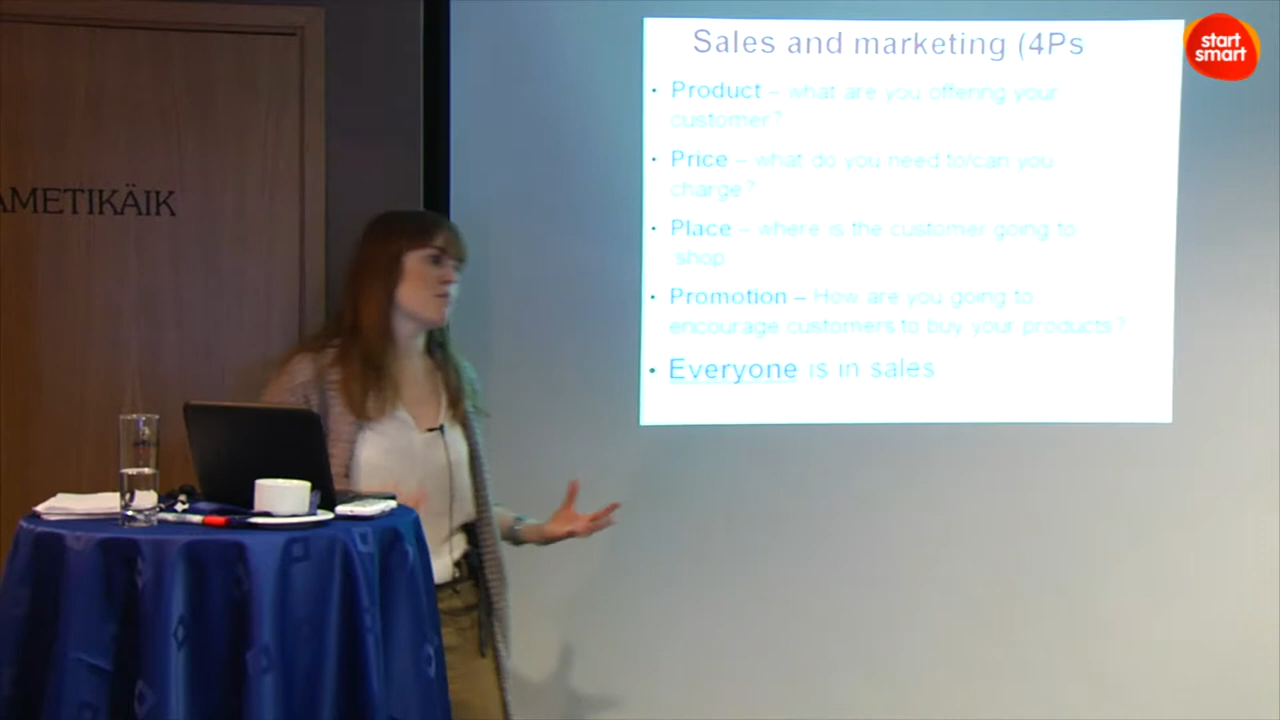 Sales and marketing (4Ps
start
smart
• Product – what are you offering your
customer?
• Price – what do you need to/can you
charge?
• Place – where is the customer going to
shop
• Promotion – How are you going to
encourage customers to buy your products?
• Everyone is in sales
AMETIKÄIK